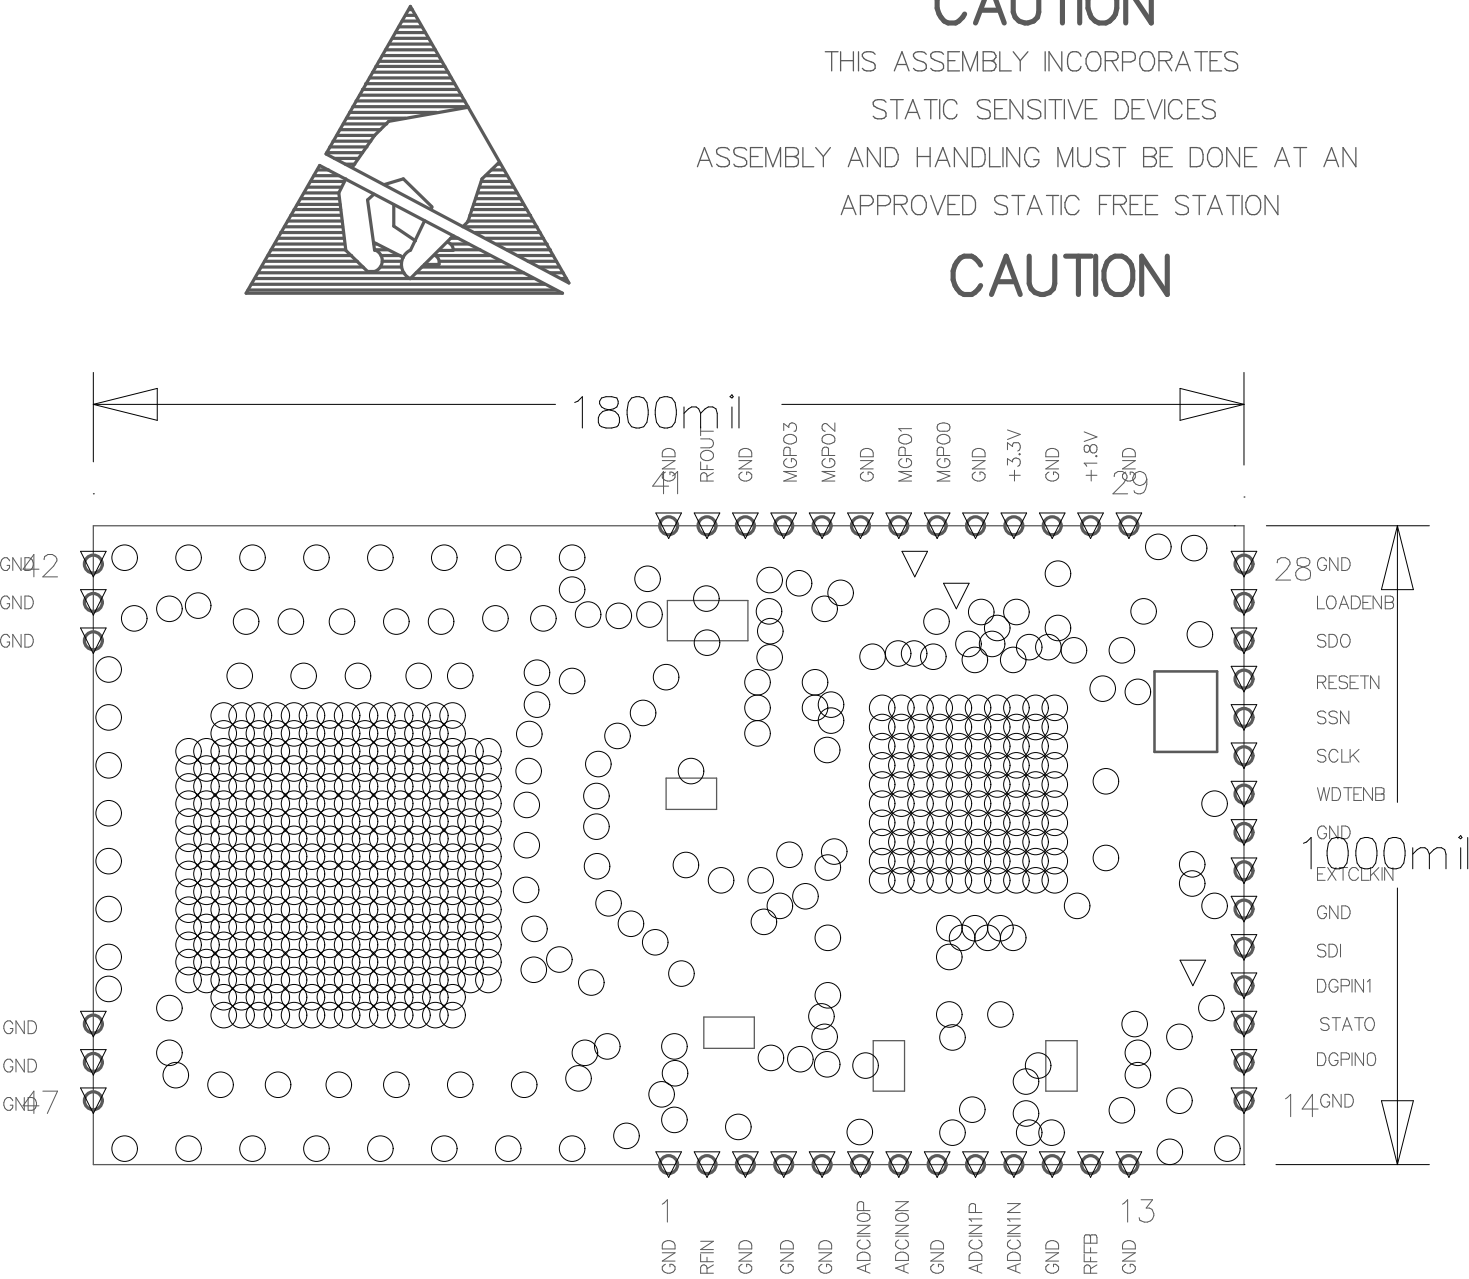 CAUTION
THIS ASSEMBLY INCORPORATES
STATIC SENSITIVE DEVICES
ASSEMBLY AND HANDLING MUST BE DONE AT AN
APPROVED STATIC FREE STATION
CAUTION
1800mil
GND
RFOUT
GND
MGPO3
MGPO2
GND
MGPO1
MGPO0
GND
+3.3V
GND
+1.8V
GND
41
29
GND 42
GND
GND
GND
GND
GND 47
28 GND
LOADENB
SDO
RESETN
SSN
SCLK
WDTENB
GND
1000mil
EXTCLKIN
GND
SDI
DGPIN1
STATO
DGPIN0
14 GND
1
13
GND
RFIN
GND
GND
GND
ADCIN0P
ADCIN0N
GND
ADCIN1P
ADCIN1N
GND
RFFB
GND